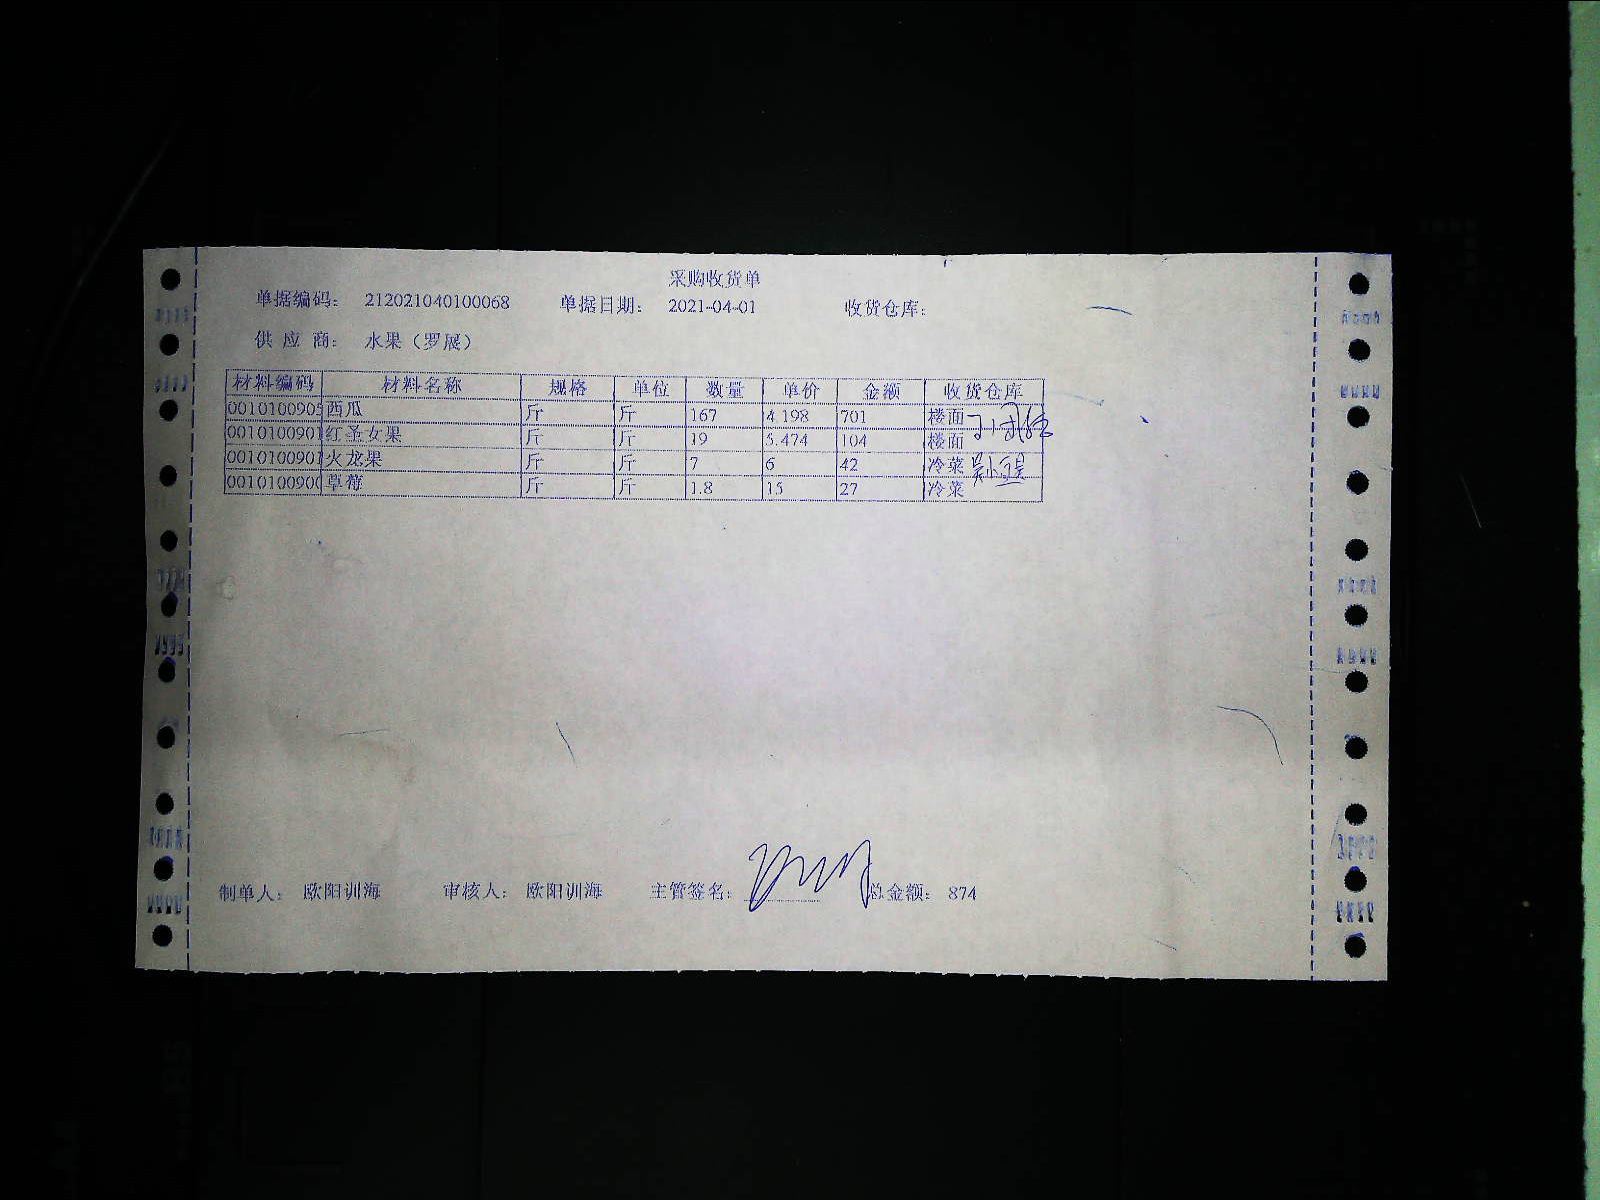 采购收货单
单据编码： 212021040100068 单据日期： 2021-04-01 收货仓库：
供 应 商： 水果（罗展）
材料编码 材料名称 规格 单位 数量 单价 金额 收货仓库
0010100905 西瓜 斤 斤 167 4.198 701 楼面
0010100901 红圣女果 斤 斤 19 5.474 104 楼面
0010100901 火龙果 斤 斤 7 6 42 冷菜
001010090 草莓 斤 斤 1.8 15 27 冷菜
制单人： 欧阳训海 审核人： 欧阳训海 主管签名： 总金额： 874